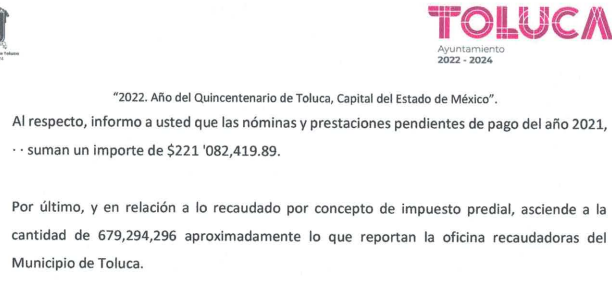 TOLUCA
Ayuntamiento
2022 - 2024
“2022. Año del Quincentenario de Toluca, Capital del Estado de México”.
Al respecto, informo a usted que las nóminas y prestaciones pendientes de pago del año 2021,
·· suman un importe de $221 '082,419.89.
Por último, y en relación a lo recaudado por concepto de impuesto predial, asciende a la
cantidad de 679,294,296 aproximadamente lo que reportan la oficina recaudadoras del
Municipio de Toluca.